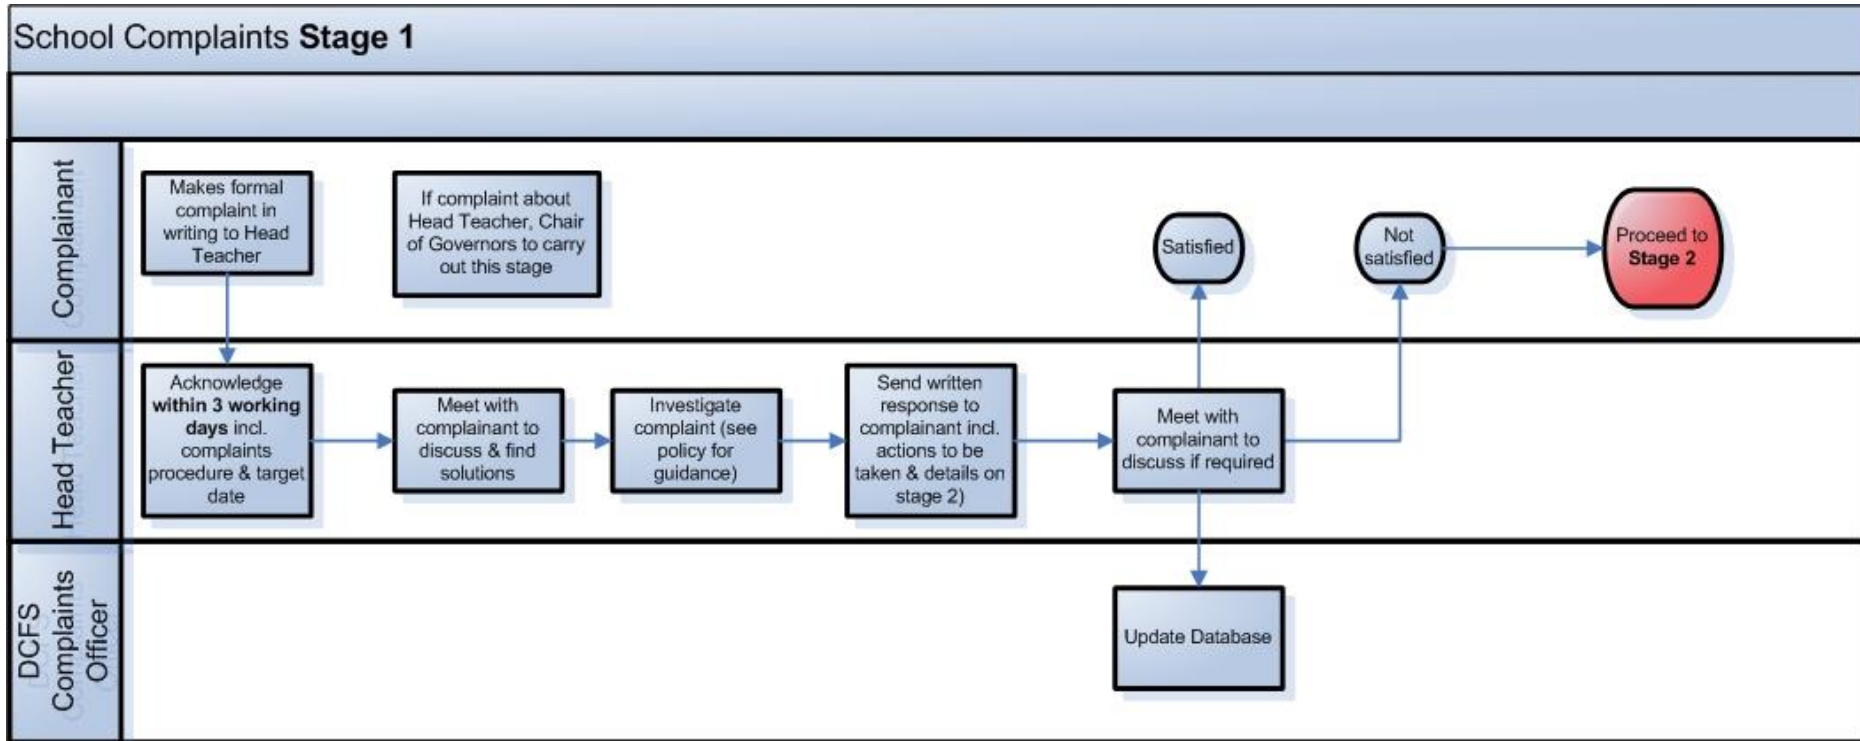 School Complaints Stage 1
Complainant
Makes formal
complaint in
writing to Head
Teacher
If complaint about
Head Teacher, Chair
of Governors to carry
out this stage
Satisfied
Not
satisfied
Proceed to
Stage 2
Head Teacher
Acknowledge
within 3 working
days incl.
complaints
procedure & target
date
Meet with
complainant to
discuss & find
solutions
Investigate
complaint (see
policy for
guidance)
Send written
response to
complainant incl.
actions to be
taken & details on
stage 2)
Meet with
complainant to
discuss if required
DCFS
Complaints
Officer
Update Database